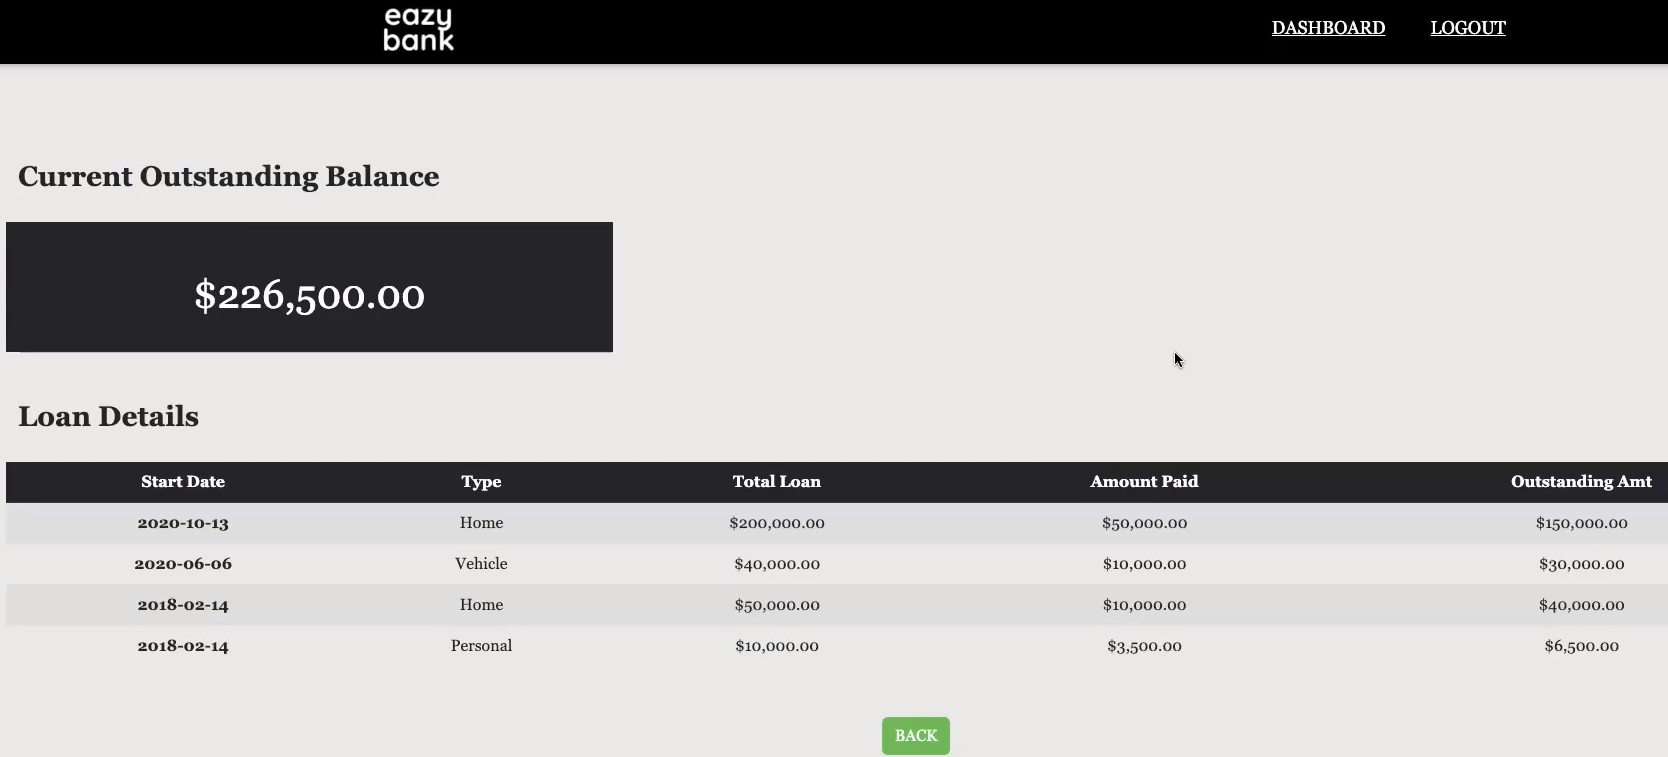 eazy
bank
DASHBOARD LOGOUT
Current Outstanding Balance
$226,500.00
Loan Details
Start Date Type Total Loan Amount Paid Outstanding Amt
2020-10-13 Home $200,000.00 $50,000.00 $150,000.00
2020-06-06 Vehicle $40,000.00 $10,000.00 $30,000.00
2018-02-14 Home $50,000.00 $10,000.00 $40,000.00
2018-02-14 Personal $10,000.00 $3,500.00 $6,500.00
BACK